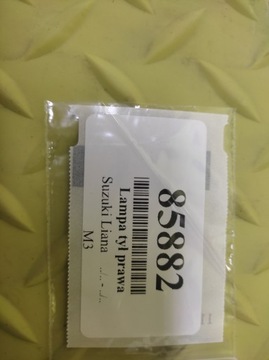 85882
Lampa tył prawa
Suzuki Liana ../.. - ../..
M3